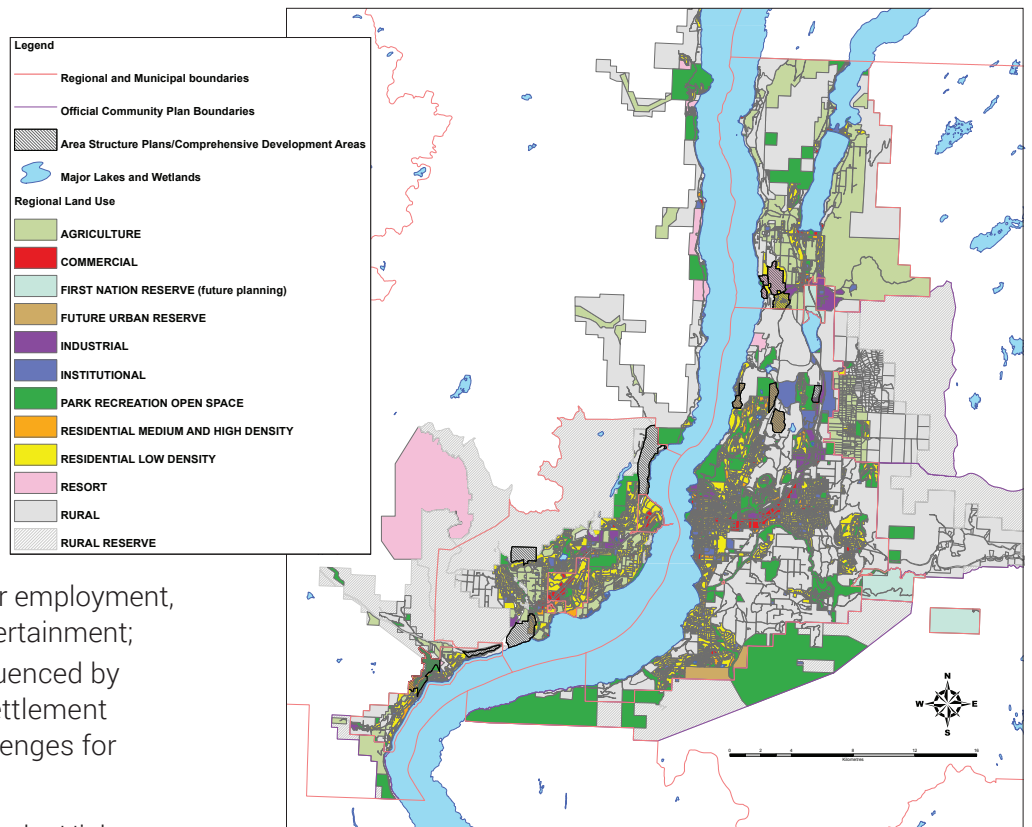 Legend
Regional and Municipal boundaries
Official Community Plan Boundaries
Area Structure Plans/Comprehensive Development Areas
Major Lakes and Wetlands
Regional Land Use
AGRICULTURE
COMMERCIAL
FIRST NATION RESERVE (future planning)
FUTURE URBAN RESERVE
INDUSTRIAL
INSTITUTIONAL
PARK RECREATION OPEN SPACE
RESIDENTIAL MEDIUM AND HIGH DENSITY
RESIDENTIAL LOW DENSITY
RESORT
RURAL
RURAL RESERVE
r employment,
ertainment;
uenced by
ettlement
enges for
N
W E
S
0 2 4 8 12 16
Kilometres